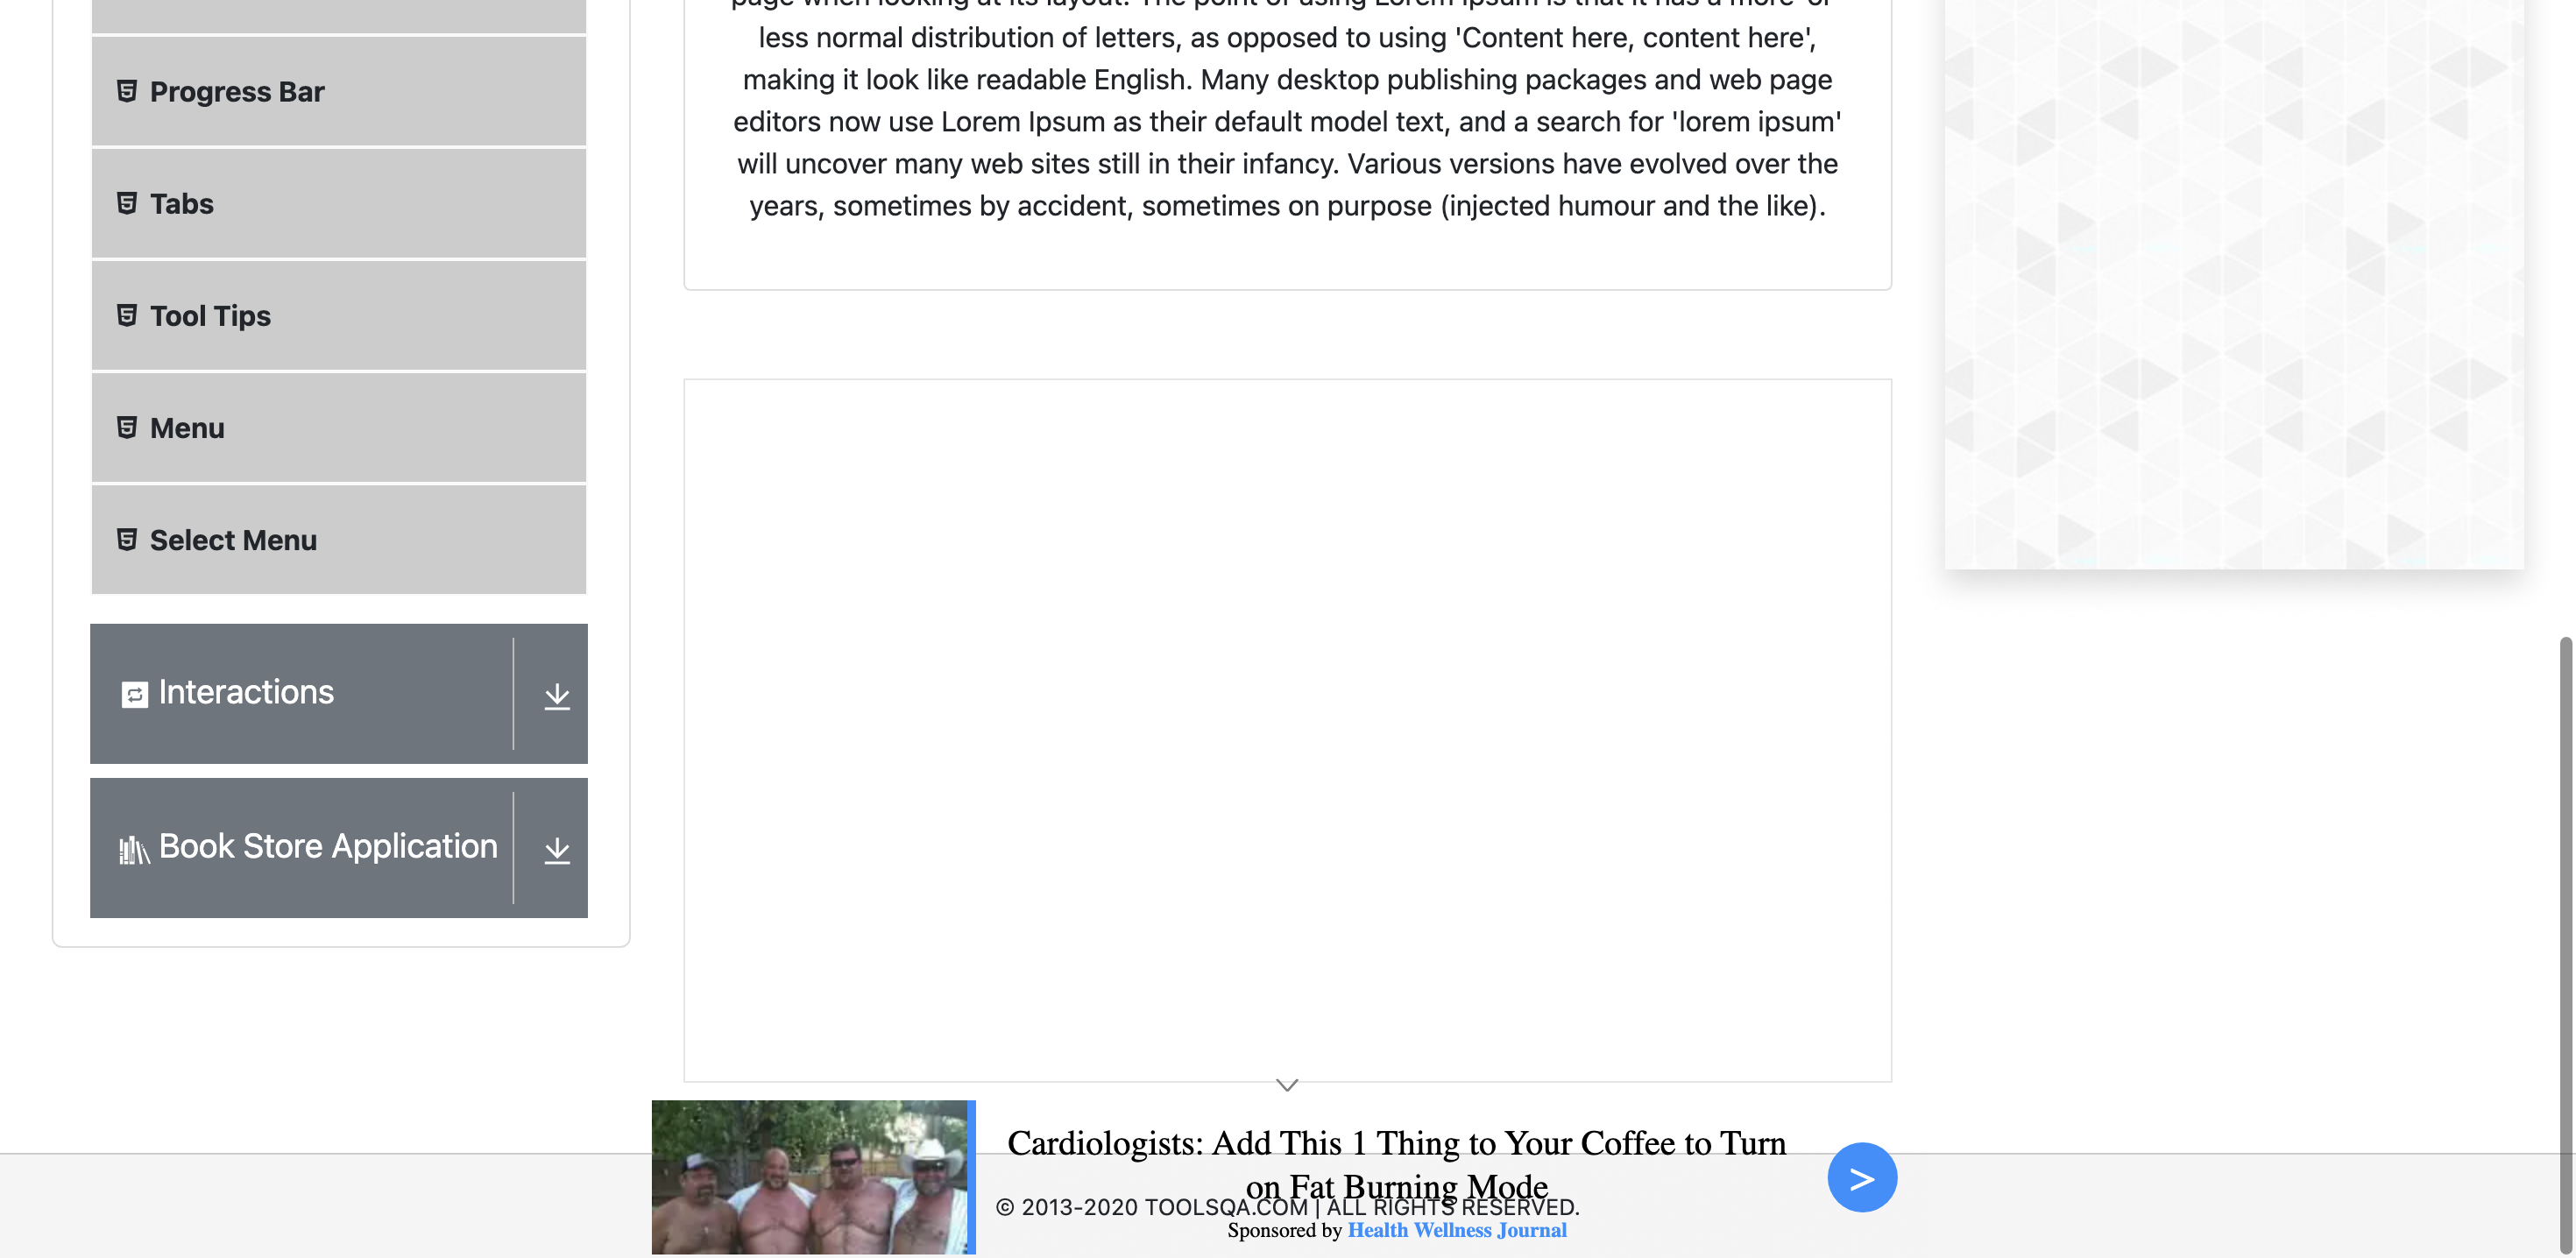 less normal distribution of letters, as opposed to using 'Content here, content here',
making it look like readable English. Many desktop publishing packages and web page
editors now use Lorem Ipsum as their default model text, and a search for 'lorem ipsum'
will uncover many web sites still in their infancy. Various versions have evolved over the
years, sometimes by accident, sometimes on purpose (injected humour and the like).
Progress Bar
Tabs
Tool Tips
Menu
Select Menu
Interactions
Book Store Application
Cardiologists: Add This 1 Thing to Your Coffee to Turn
on Fat Burning Mode
© 2013-2020 TOOLSQA.COM | ALL RIGHTS RESERVED.
Sponsored by Health Wellness Journal
>